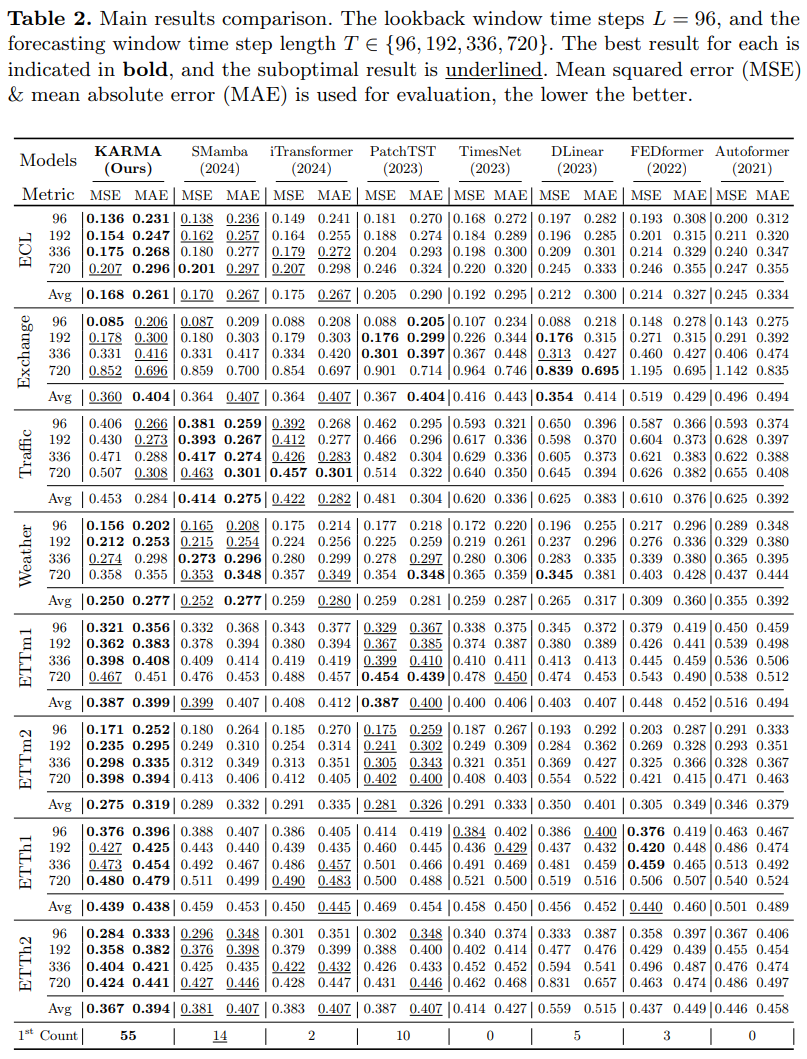 Table 2. Main results comparison. The lookback window time steps L = 96, and the
forecasting window time step length T ∈ {96, 192, 336, 720}. The best result for each is
indicated in bold, and the suboptimal result is underlined. Mean squared error (MSE)
& mean absolute error (MAE) is used for evaluation, the lower the better.
Models KARMA (Ours) SMamba (2024) iTransformer (2024) PatchTST (2023) TimesNet (2023) DLinear (2023) FEDformer (2022) Autoformer (2021)
Metric MSE MAE MSE MAE MSE MAE MSE MAE MSE MAE MSE MAE MSE MAE MSE MAE
ECL
96 0.136 0.231 0.138 0.236 0.149 0.241 0.181 0.270 0.168 0.272 0.197 0.282 0.193 0.308 0.200 0.312
192 0.154 0.247 0.162 0.257 0.164 0.255 0.188 0.274 0.184 0.289 0.196 0.285 0.201 0.315 0.211 0.320
336 0.175 0.268 0.180 0.277 0.179 0.272 0.204 0.293 0.198 0.300 0.209 0.301 0.214 0.329 0.240 0.347
720 0.207 0.296 0.201 0.297 0.207 0.298 0.246 0.324 0.220 0.320 0.245 0.333 0.246 0.355 0.247 0.355
Avg 0.168 0.261 0.170 0.267 0.175 0.267 0.205 0.290 0.192 0.295 0.212 0.300 0.214 0.327 0.245 0.334
Exchange
96 0.085 0.206 0.087 0.209 0.088 0.208 0.088 0.205 0.107 0.234 0.088 0.218 0.148 0.278 0.143 0.275
192 0.178 0.300 0.180 0.303 0.179 0.303 0.176 0.299 0.226 0.344 0.176 0.315 0.271 0.315 0.291 0.392
336 0.331 0.416 0.331 0.417 0.334 0.420 0.301 0.397 0.367 0.448 0.313 0.427 0.460 0.427 0.406 0.474
720 0.852 0.696 0.859 0.700 0.854 0.697 0.901 0.714 0.964 0.746 0.839 0.695 1.195 0.695 1.142 0.835
Avg 0.360 0.404 0.364 0.407 0.364 0.407 0.367 0.404 0.416 0.443 0.354 0.414 0.519 0.429 0.496 0.494
Traffic
96 0.406 0.266 0.381 0.259 0.392 0.268 0.462 0.295 0.593 0.321 0.650 0.396 0.587 0.366 0.593 0.374
192 0.430 0.273 0.393 0.267 0.412 0.277 0.466 0.296 0.617 0.336 0.598 0.370 0.604 0.373 0.628 0.397
336 0.471 0.288 0.417 0.274 0.426 0.283 0.482 0.304 0.629 0.336 0.605 0.373 0.621 0.383 0.622 0.388
720 0.507 0.308 0.463 0.301 0.457 0.301 0.514 0.322 0.640 0.350 0.645 0.394 0.626 0.382 0.655 0.408
Avg 0.453 0.284 0.414 0.275 0.422 0.282 0.481 0.304 0.620 0.336 0.625 0.383 0.610 0.376 0.625 0.392
Weather
96 0.156 0.202 0.165 0.208 0.175 0.214 0.177 0.218 0.172 0.220 0.196 0.255 0.217 0.296 0.289 0.348
192 0.212 0.253 0.215 0.254 0.224 0.256 0.225 0.259 0.219 0.261 0.237 0.296 0.276 0.336 0.329 0.380
336 0.274 0.298 0.273 0.296 0.280 0.299 0.278 0.297 0.280 0.306 0.283 0.335 0.339 0.380 0.365 0.395
720 0.358 0.355 0.353 0.348 0.357 0.349 0.354 0.348 0.365 0.359 0.345 0.381 0.403 0.428 0.437 0.444
Avg 0.250 0.277 0.252 0.277 0.259 0.280 0.259 0.281 0.259 0.287 0.265 0.317 0.309 0.360 0.355 0.392
ETTm1
96 0.321 0.356 0.332 0.368 0.343 0.377 0.329 0.367 0.338 0.375 0.345 0.372 0.379 0.419 0.450 0.459
192 0.362 0.383 0.378 0.394 0.380 0.394 0.367 0.385 0.374 0.387 0.380 0.389 0.426 0.441 0.539 0.498
336 0.398 0.408 0.409 0.414 0.419 0.419 0.399 0.410 0.410 0.411 0.413 0.413 0.445 0.459 0.536 0.506
720 0.467 0.451 0.476 0.453 0.488 0.457 0.454 0.439 0.478 0.450 0.474 0.453 0.543 0.490 0.538 0.512
Avg 0.387 0.399 0.399 0.407 0.408 0.412 0.387 0.400 0.400 0.406 0.403 0.407 0.448 0.452 0.516 0.494
ETTm2
96 0.171 0.252 0.180 0.264 0.185 0.270 0.175 0.259 0.187 0.267 0.193 0.292 0.203 0.287 0.291 0.333
192 0.235 0.295 0.249 0.310 0.254 0.314 0.241 0.302 0.249 0.309 0.284 0.362 0.269 0.328 0.293 0.351
336 0.298 0.335 0.312 0.349 0.313 0.351 0.305 0.343 0.321 0.351 0.369 0.427 0.325 0.366 0.328 0.367
720 0.398 0.394 0.413 0.406 0.412 0.405 0.402 0.400 0.408 0.403 0.554 0.522 0.421 0.415 0.471 0.463
Avg 0.275 0.319 0.289 0.332 0.291 0.335 0.281 0.326 0.291 0.333 0.350 0.401 0.305 0.349 0.346 0.379
ETTh1
96 0.376 0.396 0.388 0.407 0.386 0.405 0.414 0.419 0.384 0.402 0.386 0.400 0.376 0.419 0.463 0.467
192 0.427 0.425 0.443 0.440 0.439 0.435 0.460 0.445 0.436 0.429 0.437 0.432 0.420 0.448 0.486 0.474
336 0.473 0.454 0.492 0.467 0.486 0.457 0.501 0.466 0.491 0.469 0.481 0.459 0.459 0.465 0.513 0.492
720 0.480 0.479 0.511 0.499 0.490 0.483 0.500 0.488 0.521 0.500 0.519 0.516 0.506 0.507 0.540 0.524
Avg 0.439 0.438 0.459 0.453 0.450 0.445 0.469 0.454 0.458 0.450 0.456 0.452 0.440 0.460 0.501 0.489
ETTh2
96 0.284 0.333 0.296 0.348 0.301 0.351 0.302 0.348 0.340 0.374 0.333 0.387 0.358 0.397 0.367 0.406
192 0.358 0.382 0.376 0.398 0.379 0.399 0.388 0.400 0.402 0.414 0.477 0.476 0.429 0.439 0.455 0.454
336 0.404 0.421 0.425 0.435 0.422 0.432 0.426 0.433 0.452 0.452 0.594 0.541 0.496 0.487 0.476 0.474
720 0.424 0.441 0.427 0.446 0.428 0.447 0.431 0.446 0.462 0.468 0.831 0.657 0.463 0.474 0.486 0.497
Avg 0.367 0.394 0.381 0.407 0.383 0.407 0.387 0.407 0.414 0.427 0.559 0.515 0.437 0.449 0.446 0.458
1st Count 55 14 2 10 0 5 3 0